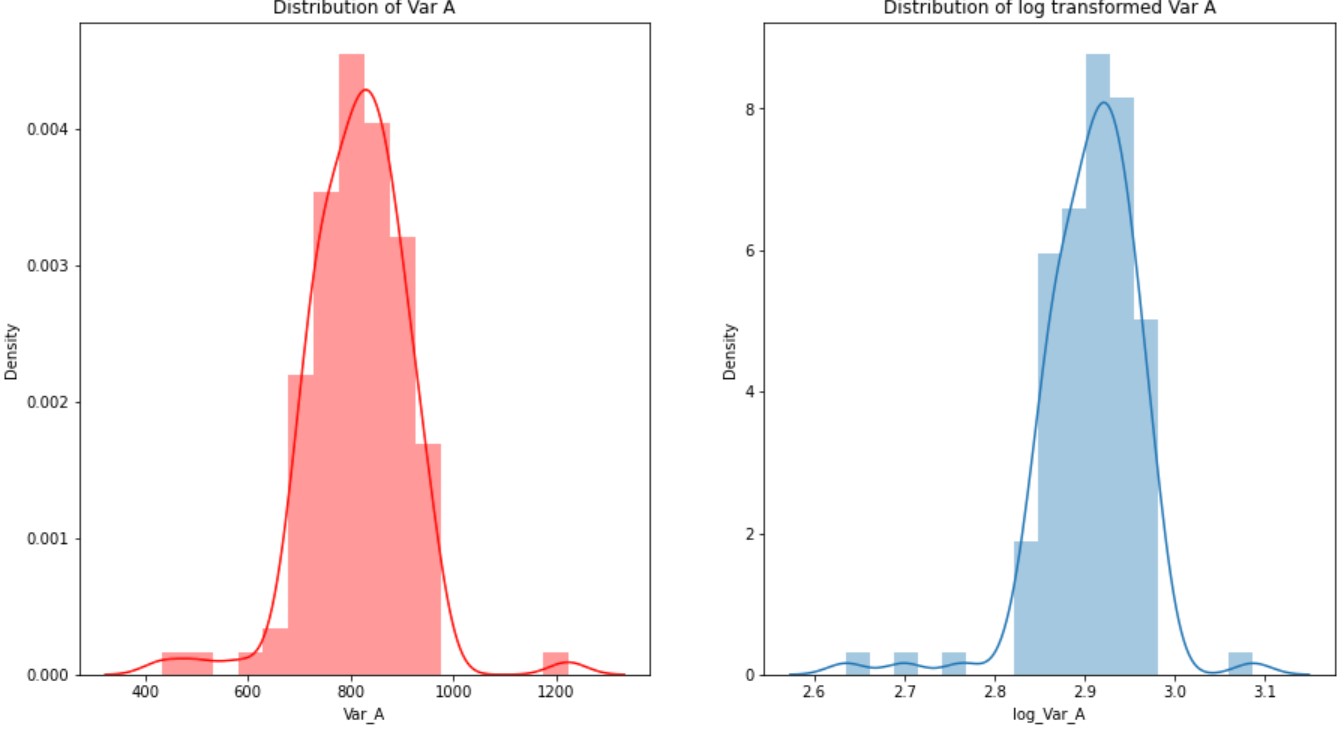 Distribution of Var A
Density
0.004
0.003
0.002
0.001
0.000
400 600 800 1000 1200
Var_A
Distribution of log transformed Var A
Density
8
6
4
2
0
2.6 2.7 2.8 2.9 3.0 3.1
log_Var_A